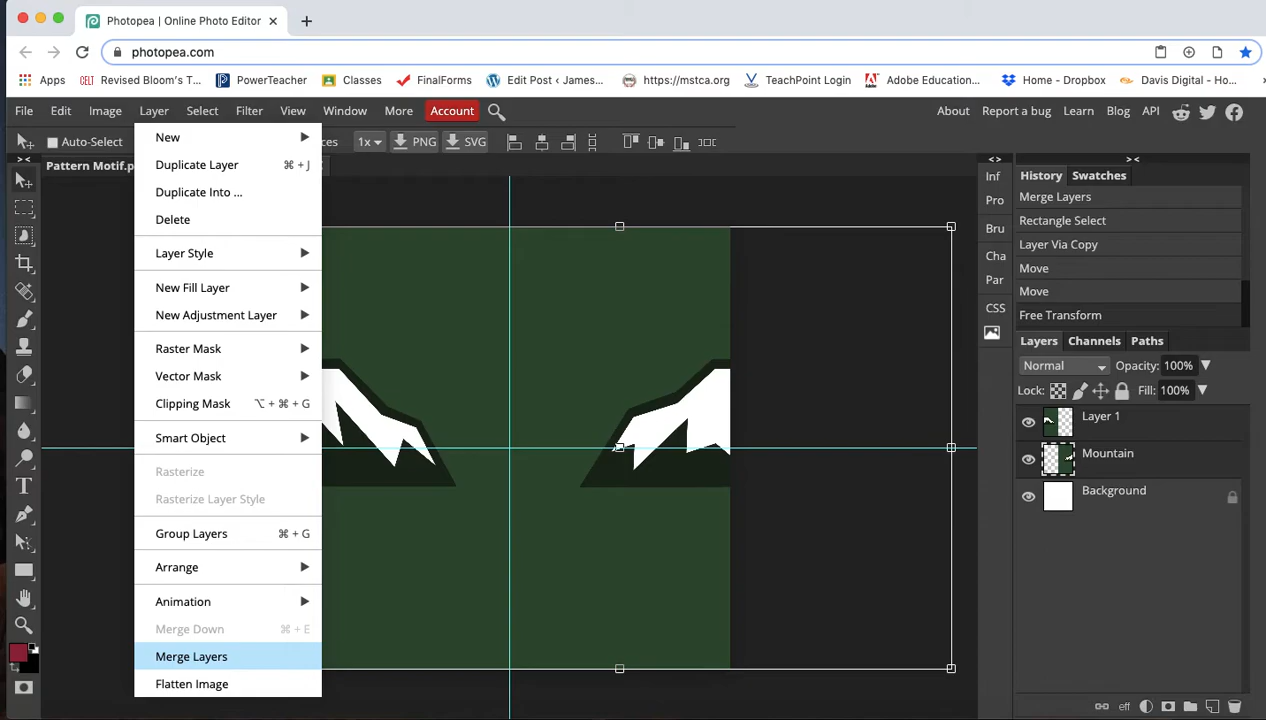 Photopea | Online Photo Editor
photopea.com
Apps CELT Revised Bloom's T... PowerTeacher Classes FinalForms Edit Post ‹ James... https://mstca.org TeachPoint Login Adobe Education... Home - Dropbox Davis Digital - Ho...
File Edit Image Layer Select Filter View Window More Account About Report a bug Learn Blog API
Auto-Select 1x PNG SVG
Pattern Motif.p
New
Duplicate Layer ⌘ + J
Duplicate Into ...
Delete
Layer Style
New Fill Layer
New Adjustment Layer
Raster Mask
Vector Mask
Clipping Mask ⌥ + ⌘ + G
Smart Object
Rasterize
Rasterize Layer Style
Group Layers ⌘ + G
Arrange
Animation
Merge Down ⌘ + E
Merge Layers
Flatten Image
< >
Inf
Pro
Bru
Cha
Par
CSS
> <
History Swatches
Merge Layers
Rectangle Select
Layer Via Copy
Move
Move
Free Transform
Layers Channels Paths
Normal Opacity: 100%
Lock: Fill: 100%
Layer 1
Mountain
Background
eff